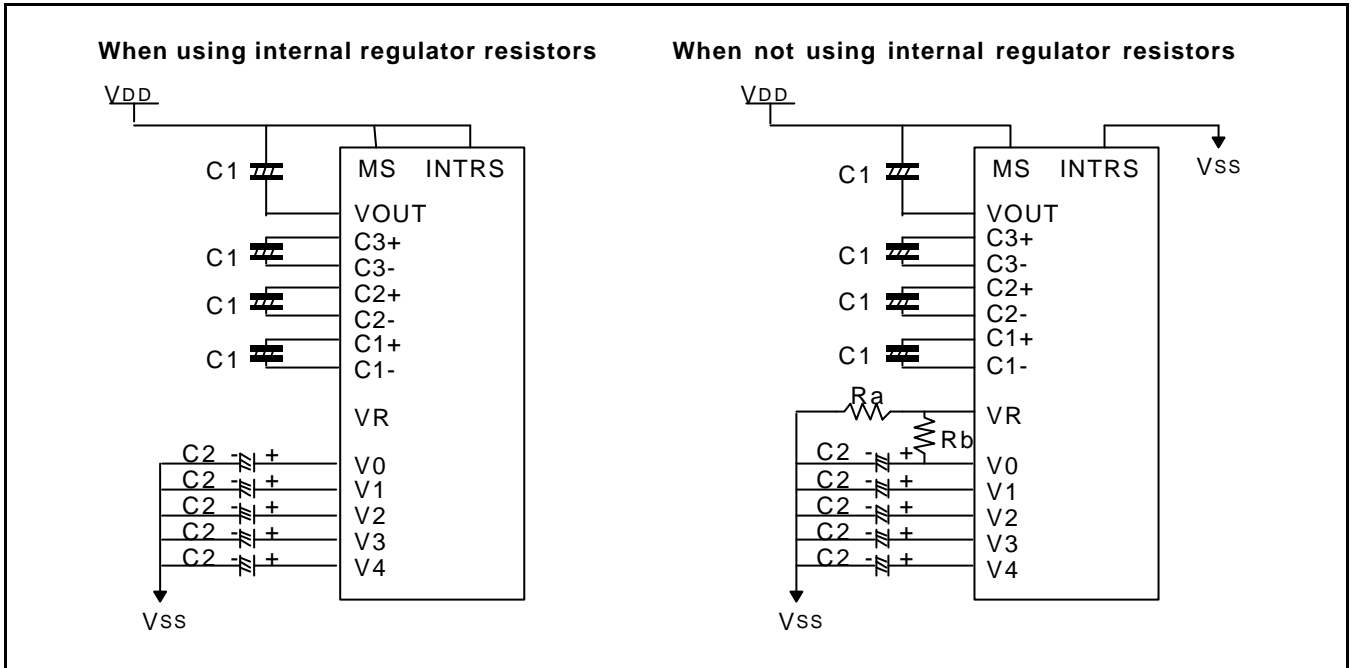 When using internal regulator resistors
VDD
C1
MS INTRS
VOUT
C3+
C1
C3-
C2+
C1
C2-
C1+
C1
C1-
VR
C2 - +
V0
C2 - +
V1
C2 - +
V2
C2 - +
V3
C2 - +
V4
VSS
When not using internal regulator resistors
VDD
VSS
C1
MS INTRS
VOUT
C3+
C1
C3-
C2+
C1
C2-
C1+
C1
C1-
Ra
VR
Rb
C2 - +
V0
C2 - +
V1
C2 - +
V2
C2 - +
V3
C2 - +
V4
VSS